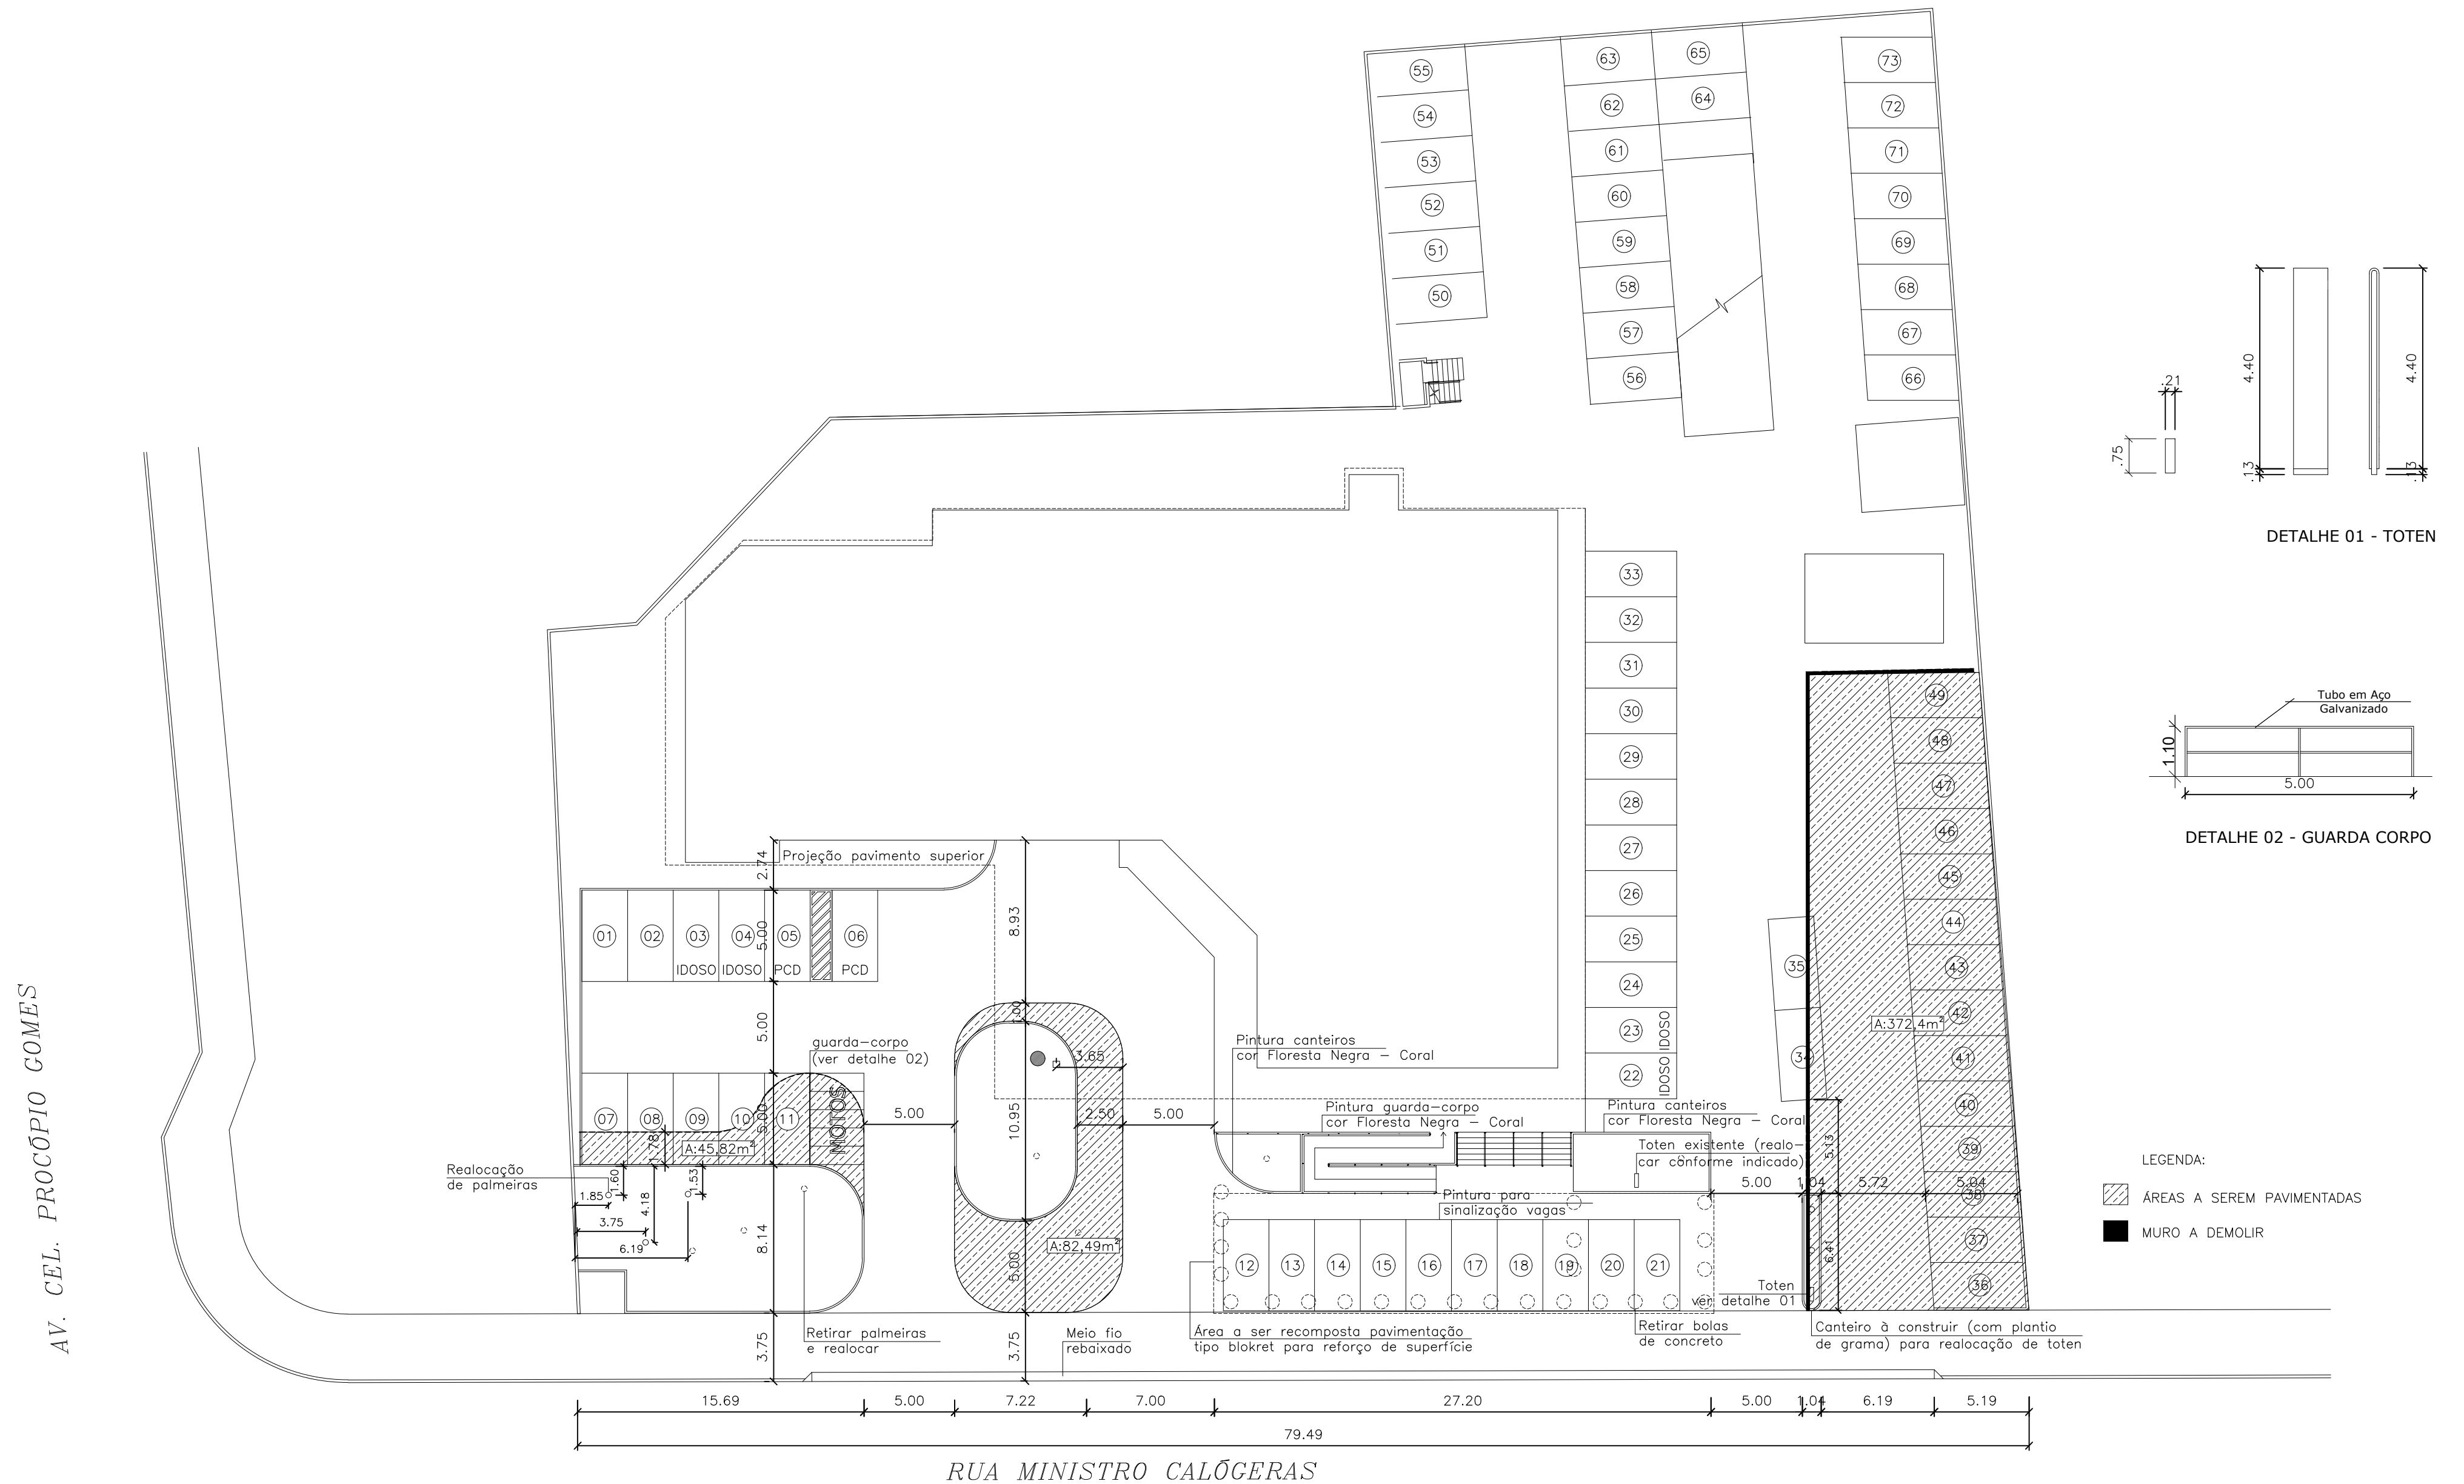 55
54
53
52
51
50
63
62
61
60
59
58
57
56
65
64
73
72
71
70
69
68
67
66
.21
.75
4.40
.13
4.40
.13
DETALHE 01 - TOTEN
Tubo em Aço
Galvanizado
1.10
5.00
DETALHE 02 - GUARDA CORPO
33
32
31
30
29
28
27
26
25
24
23
IDOSO
22
IDOSO
49
48
47
46
45
44
43
42
41
40
39
38
37
36
35
34
A:372,4m²
2.74
Projeção pavimento superior
8.93
01
02
03
04
05
06
IDOSO
IDOSO
PCD
PCD
5.00
5.00
guarda-corpo
(ver detalhe 02)
1.00
3.65
07
08
09
10
11
MOTOS
5.00
1.78
A:45,82m²
5.00
10.95
2.50
5.00
Pintura canteiros
cor Floresta Negra - Coral
Pintura guarda-corpo
cor Floresta Negra - Coral
Pintura canteiros
cor Floresta Negra - Coral
Toten existente (realo-
car conforme indicado)
5.13
Realocação
de palmeiras
1.85
1.60
4.18
1.53
3.75
6.19
8.14
A:82,49m²
5.00
Pintura para
sinalização vagas
5.00
1.04
5.72
5.04
6.41
12
13
14
15
16
17
18
19
20
21
Toten
ver detalhe 01
LEGENDA:
ÁREAS A SEREM PAVIMENTADAS
MURO A DEMOLIR
3.75
Retirar palmeiras
e realocar
3.75
Meio fio
rebaixado
Área a ser recomposta pavimentação
tipo blokret para reforço de superfície
Retirar bolas
de concreto
Canteiro à construir (com plantio
de grama) para realocação de toten
15.69
5.00
7.22
7.00
27.20
5.00
1.04
6.19
5.19
79.49
AV. CEL. PROCÓPIO GOMES
RUA MINISTRO CALÓGERAS